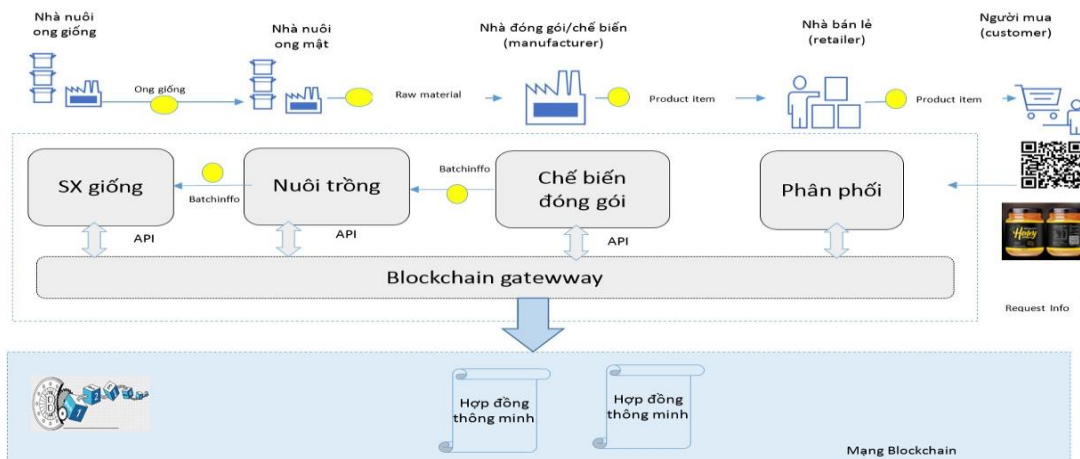 Nhà nuôi
ong giống
Nhà nuôi
ong mật
Nhà đóng gói/chế biến
(manufacturer)
Nhà bán lẻ
(retailer)
Người mua
(customer)
Ong giống
Raw material
Product item
Product item
SX giống
Batchinffo
Nuôi trồng
Batchinffo
Chế biến
đóng gói
Phân phối
API
API
API
Blockchain gatewway
Honey
Request Info
Hợp đồng
thông minh
Hợp đồng
thông minh
Mạng Blockchain